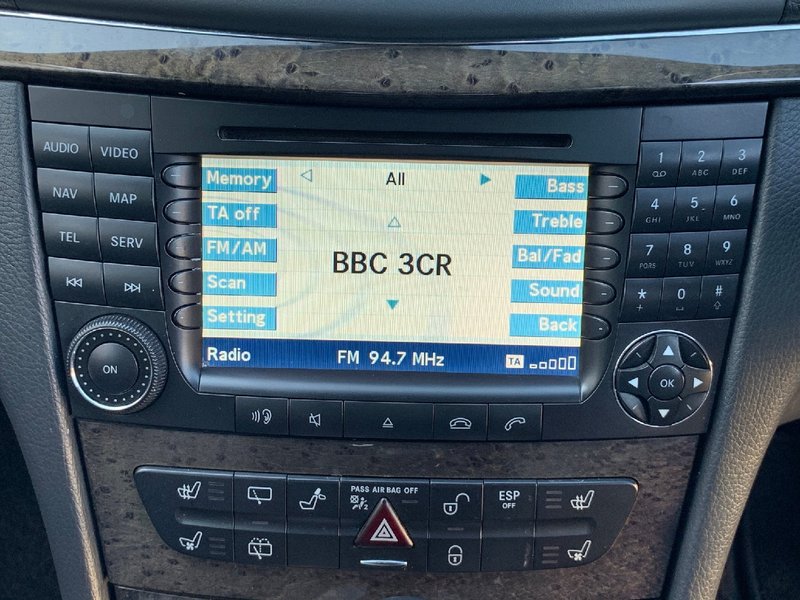 AUDIO VIDEO
NAV MAP
TEL SERV
Memory All Bass
TA off Treble
FM/AM BBC 3CR Bal/Fad
Scan Sound
Setting Back
Radio FM 94.7 MHz TA
1 2 ABC 3 DEF
4 GHI 5 JKL 6 MNO
7 PQRS 8 TUV 9 WXYZ
* 0 #
+
ON
OK
PASS AIR BAG OFF
ESP
OFF